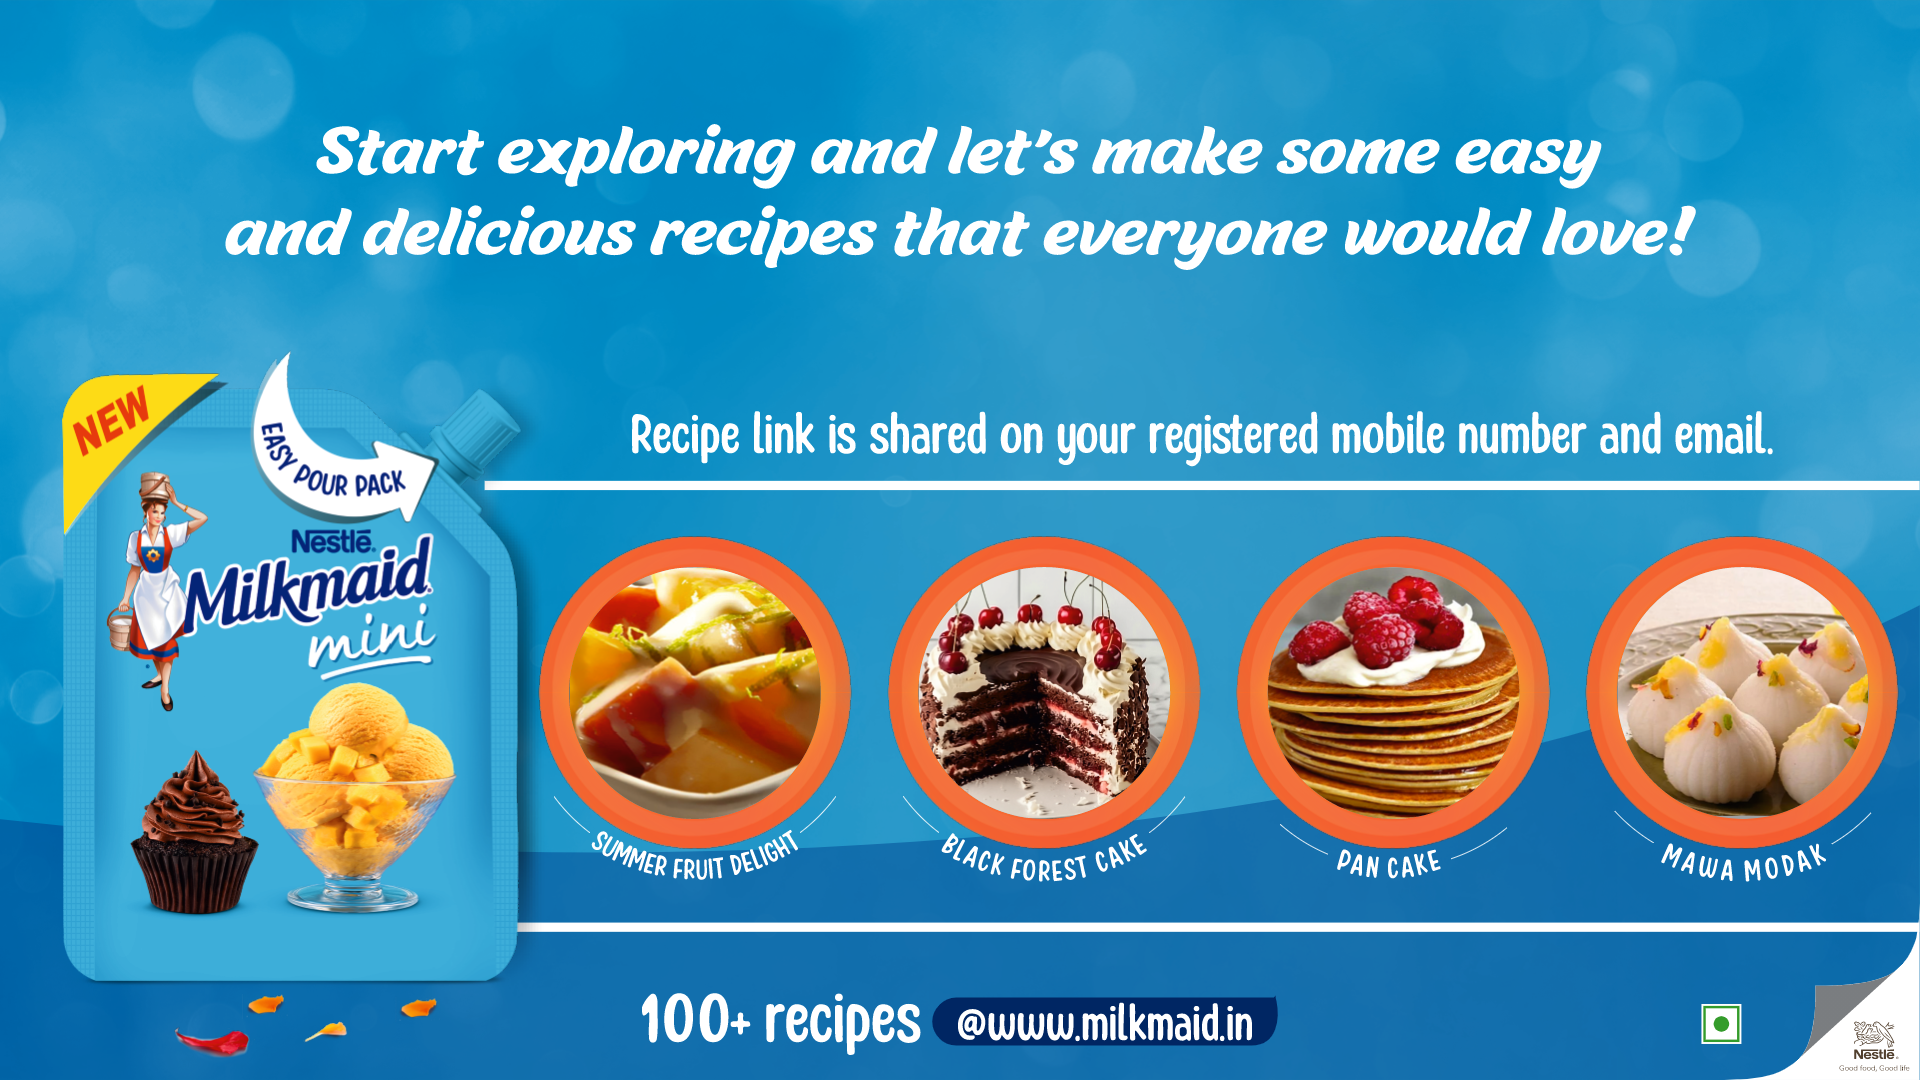 Start exploring and let's make some easy
and delicious recipes that everyone would love!
NEW
EASY POUR PACK
Nestlé
Milkmaid
mini
Recipe link is shared on your registered mobile number and email.
SUMMER FRUIT DELIGHT
BLACK FOREST CAKE
PAN CAKE
MAWA MODAK
100+ recipes @www.milkmaid.in
Nestlé
Good food, Good life